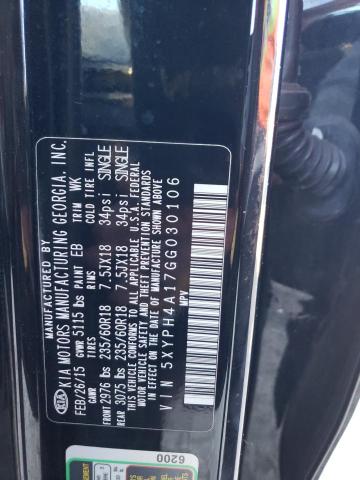 MANUFACTURED BY
KIA KIA MOTORS MANUFACTURING GEORGIA, INC.
FEB/26/15 GVWR 5115 lbs PAINT EB TRIM WK
GAWR RIMS COLD TIRE INFL
FRONT 2976 lbs 235/60R18 7.5JX18 34psi SINGLE
REAR 3075 lbs 235/60R18 7.5JX18 34psi SINGLE
THIS VEHICLE CONFORMS TO ALL APPLICABLE U.S.A. FEDERAL
MOTOR VEHICLE SAFETY AND THEFT PREVENTION STANDARDS
IN EFFECT ON THE DATE OF MANUFACTURE SHOWN ABOVE
VIN 5XYPH4A17GG030106
MPV
6200